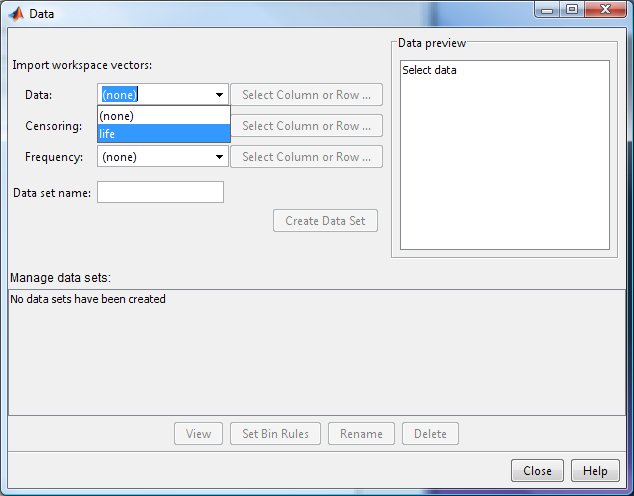 Data
Data preview
Import workspace vectors:
Select data
Data: (none) Select Column or Row ...
(none)
Censoring: Select Column or Row ...
life
Frequency: (none) Select Column or Row ...
Data set name:
Create Data Set
Manage data sets:
No data sets have been created
View Set Bin Rules Rename Delete
Close Help